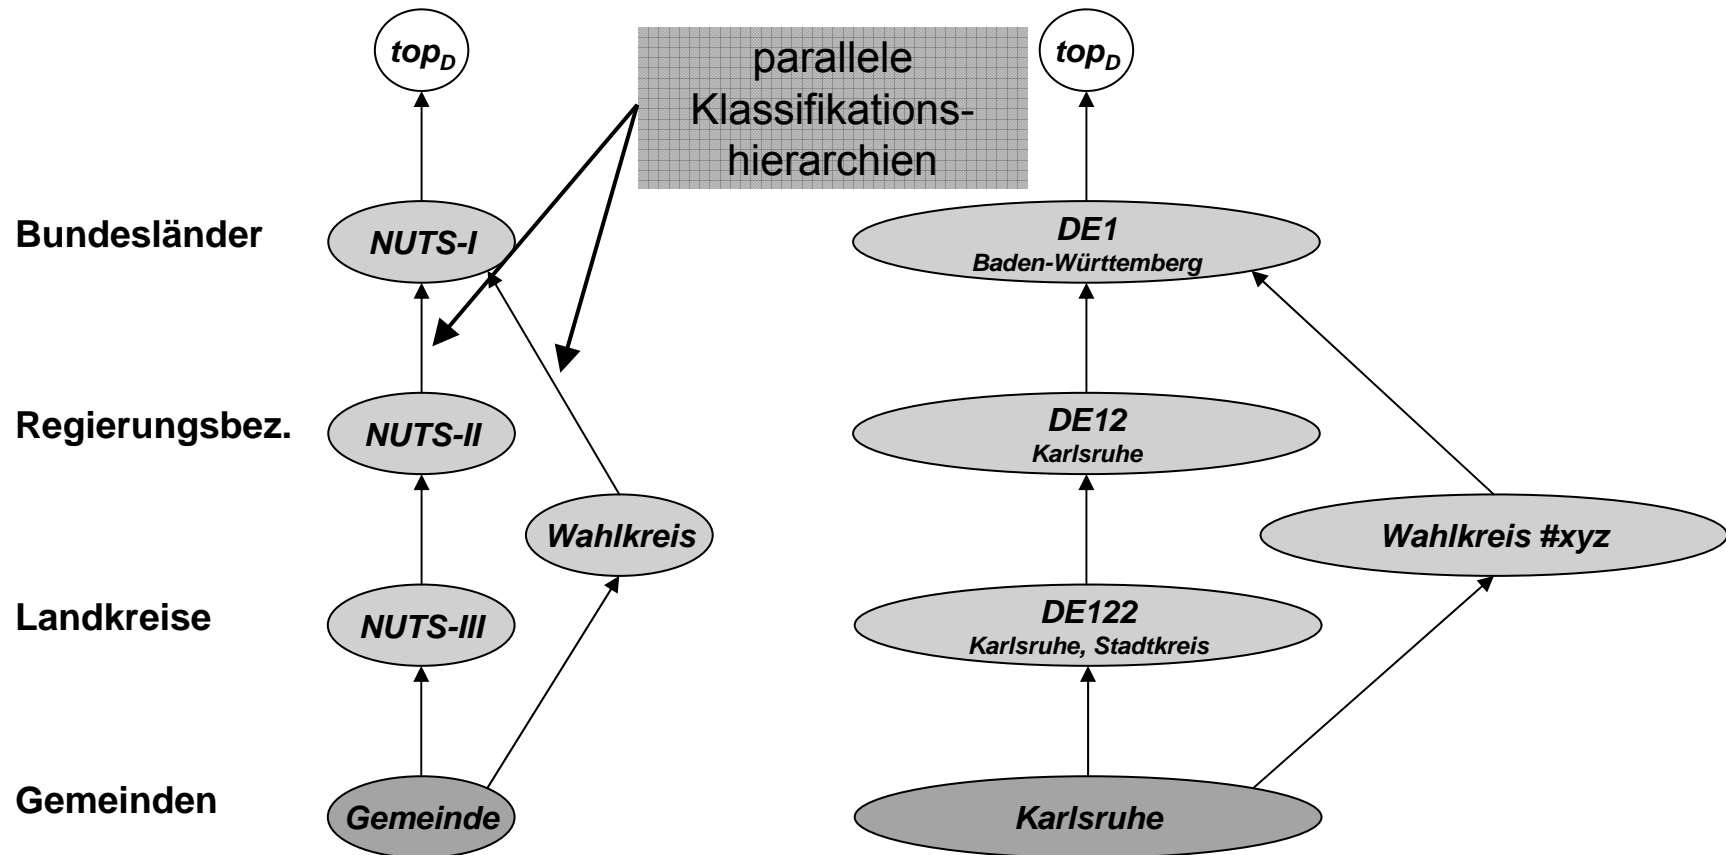 top_D
parallele
Klassifikations-
hierarchien
top_D
Bundesländer
NUTS-I
DE1
Baden-Württemberg
Regierungsbez.
NUTS-II
DE12
Karlsruhe
Wahlkreis
Wahlkreis #xyz
Landkreise
NUTS-III
DE122
Karlsruhe, Stadtkreis
Gemeinden
Gemeinde
Karlsruhe